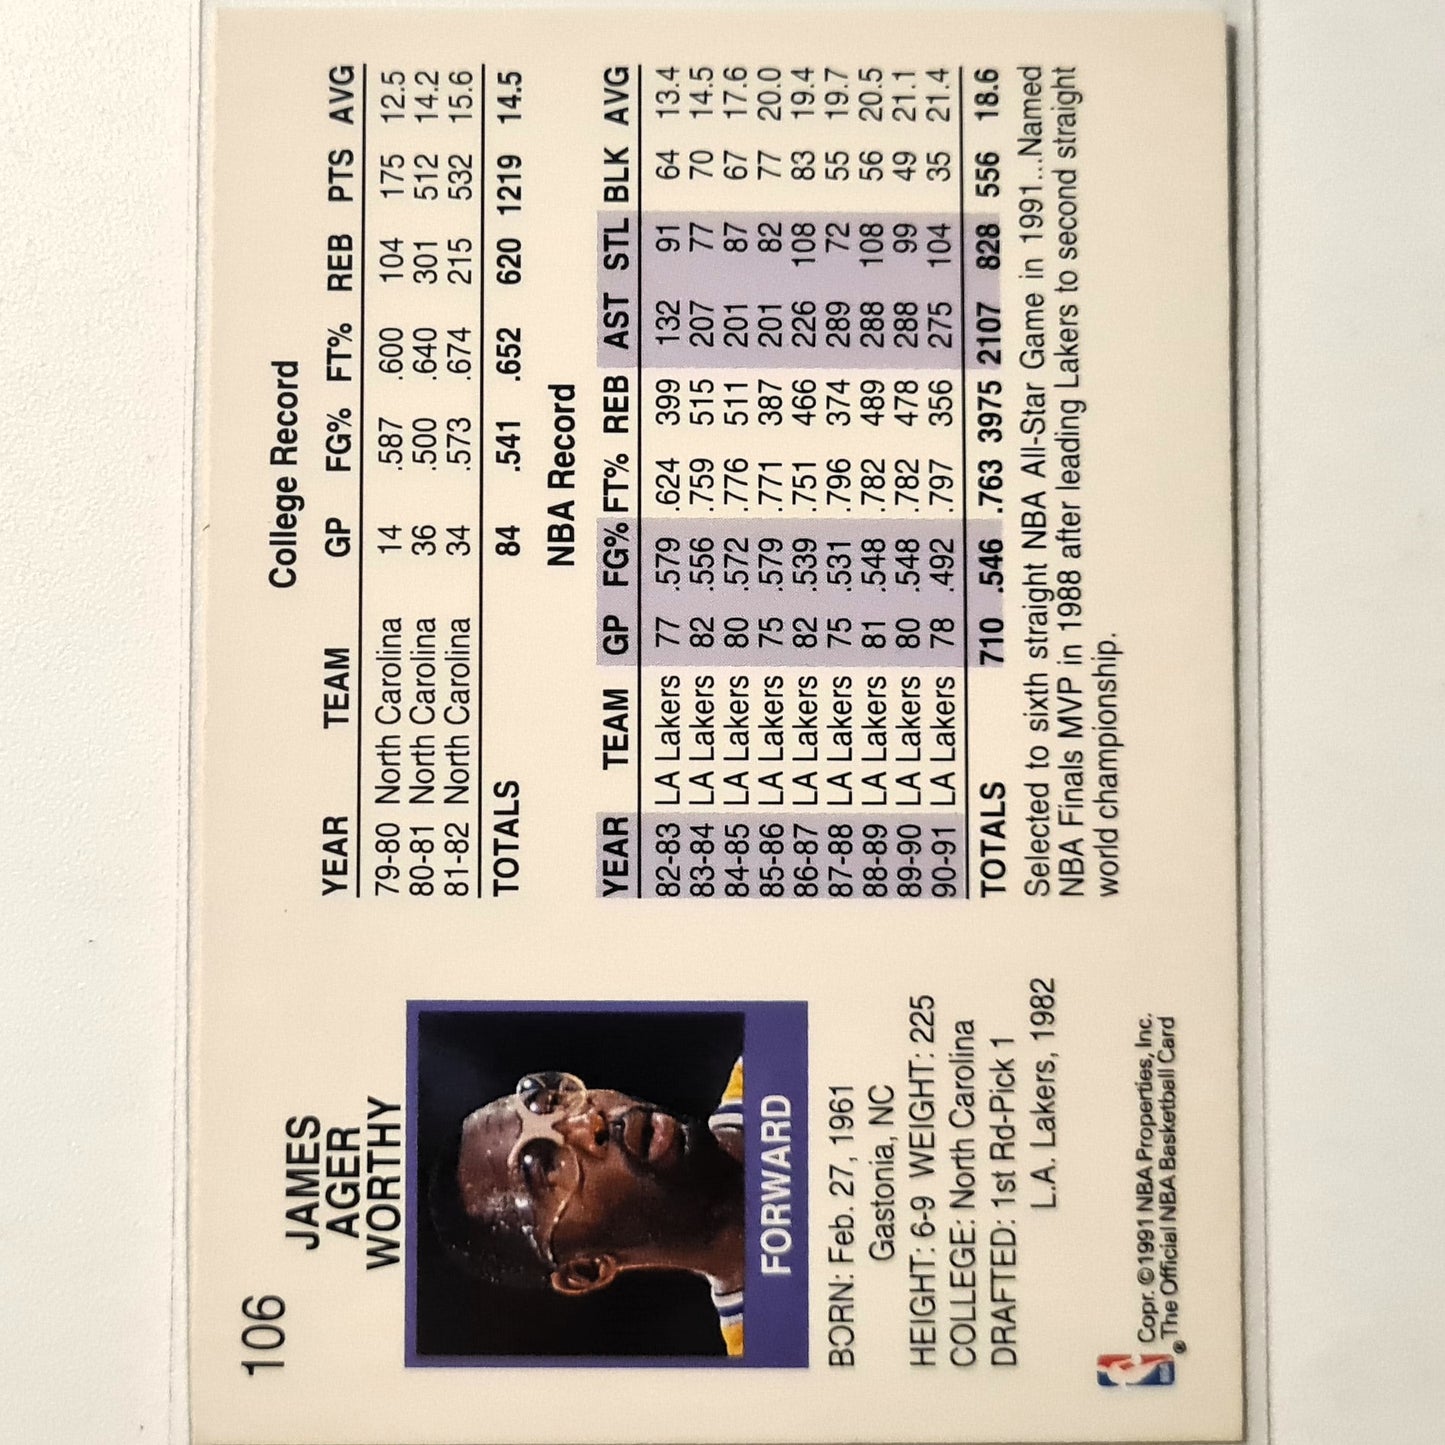 106
JAMES
AGER
WORTHY
FORWARD
BORN: Feb. 27, 1961
Gastonia, NC
HEIGHT: 6-9 WEIGHT: 225
COLLEGE: North Carolina
DRAFTED: 1st Rd-Pick 1
L.A. Lakers, 1982
Copr. ©1991 NBA Properties, Inc.
®The Official NBA Basketball Card
College Record
YEAR TEAM GP FG% FT% REB PTS AVG
79-80 North Carolina 14 .587 .600 104 175 12.5
80-81 North Carolina 36 .500 .640 301 512 14.2
81-82 North Carolina 34 .573 .674 215 532 15.6
TOTALS 84 .541 .652 620 1219 14.5
NBA Record
YEAR TEAM GP FG% FT% REB AST STL BLK AVG
82-83 LA Lakers 77 .579 .624 399 132 91 64 13.4
83-84 LA Lakers 82 .556 .759 515 207 77 70 14.5
84-85 LA Lakers 80 .572 .776 511 201 87 67 17.6
85-86 LA Lakers 75 .579 .771 387 201 82 77 20.0
86-87 LA Lakers 82 .539 .751 466 226 108 83 19.4
87-88 LA Lakers 75 .531 .796 374 289 72 55 19.7
88-89 LA Lakers 81 .548 .782 489 288 108 56 20.5
89-90 LA Lakers 80 .548 .782 478 288 99 49 21.1
90-91 LA Lakers 78 .492 .797 356 275 104 35 21.4
TOTALS 710 .546 .763 3975 2107 828 556 18.6
Selected to sixth straight NBA All-Star Game in 1991...Named
NBA Finals MVP in 1988 after leading Lakers to second straight
world championship.